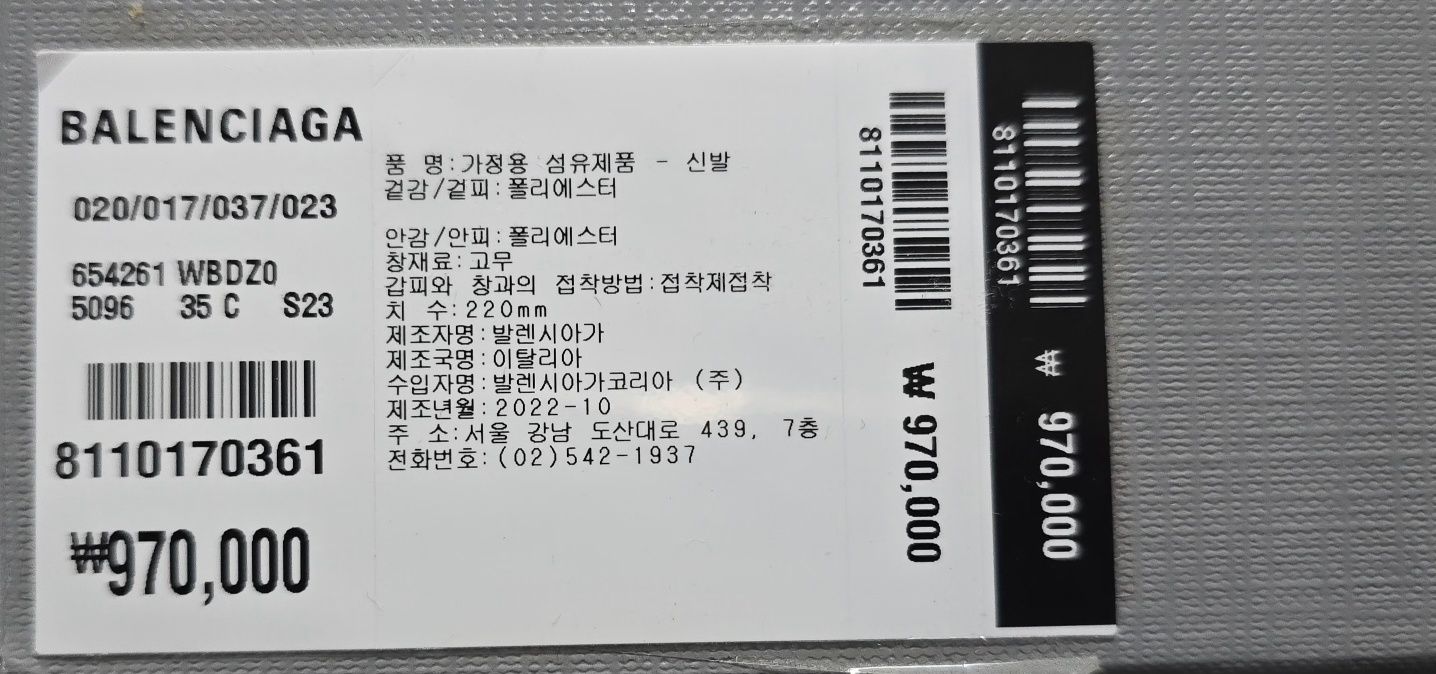 BALENCIAGA
020/017/037/023
654261 WBDZ0
5096 35 C S23
8110170361
₩970,000
품 명:가정용 섬유제품 - 신발
겉감/겉피:폴리에스터
안감/안피:폴리에스터
창재료:고무
갑피와 창과의 접착방법:접착제접착
치 수:220mm
제조자명:발렌시아가
제조국명:이탈리아
수입자명:발렌시아가코리아 (주)
제조년월:2022-10
주 소:서울 강남 도산대로 439, 7층
전화번호:(02)542-1937
8110170361
₩ 970,000
8110170361
₩ 970,000